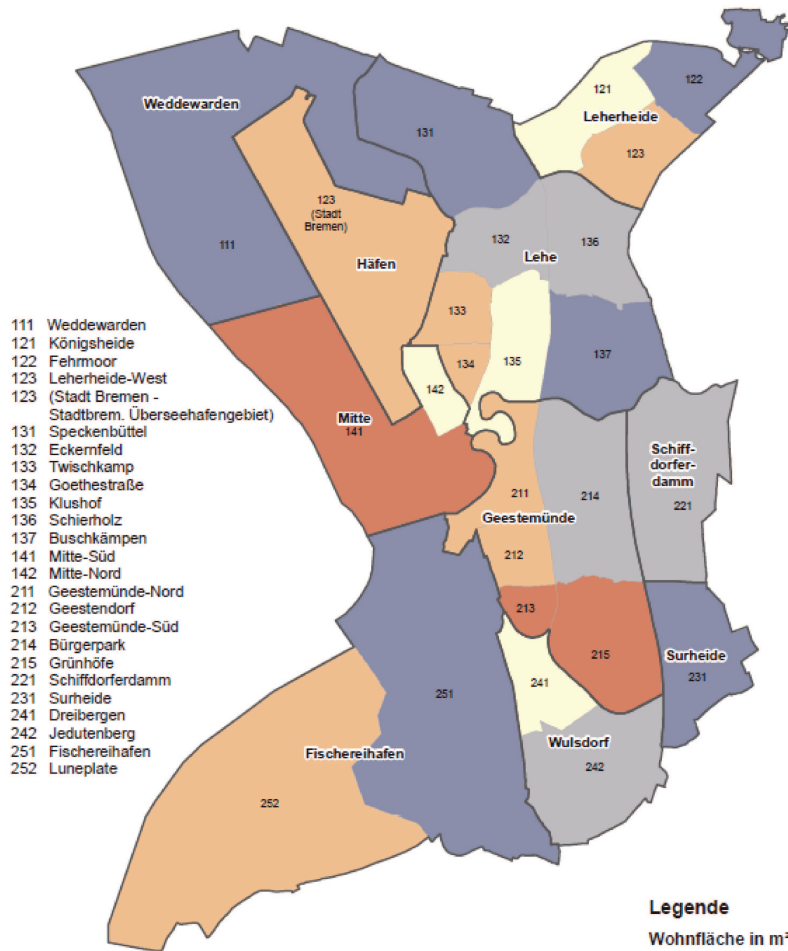 121
122
Weddewarden
Leherheide
131
123
123
(Stadt
Bremen)
132
136
111
Lehe
Häfen
133
134
135
137
142
Mitte
141
Schiff-
dorfer-
damm
211
214
221
Geestemünde
212
213
215
Surheide
231
241
251
Wulsdorf
Fischereihafen
242
252
111 Weddewarden
121 Königsheide
122 Fehrmoor
123 Leherheide-West
123 (Stadt Bremen -
Stadtbrem. Überseehafengebiet)
131 Speckenbüttel
132 Eckernfeld
133 Twischkamp
134 Goethestraße
135 Klushof
136 Schierholz
137 Buschkämpen
141 Mitte-Süd
142 Mitte-Nord
211 Geestemünde-Nord
212 Geestendorf
213 Geestemünde-Süd
214 Bürgerpark
215 Grünhöfe
221 Schiffdorferdamm
231 Surheide
241 Dreibergen
242 Jedutenberg
251 Fischereihafen
252 Luneplate
Legende
Wohnfläche in m²